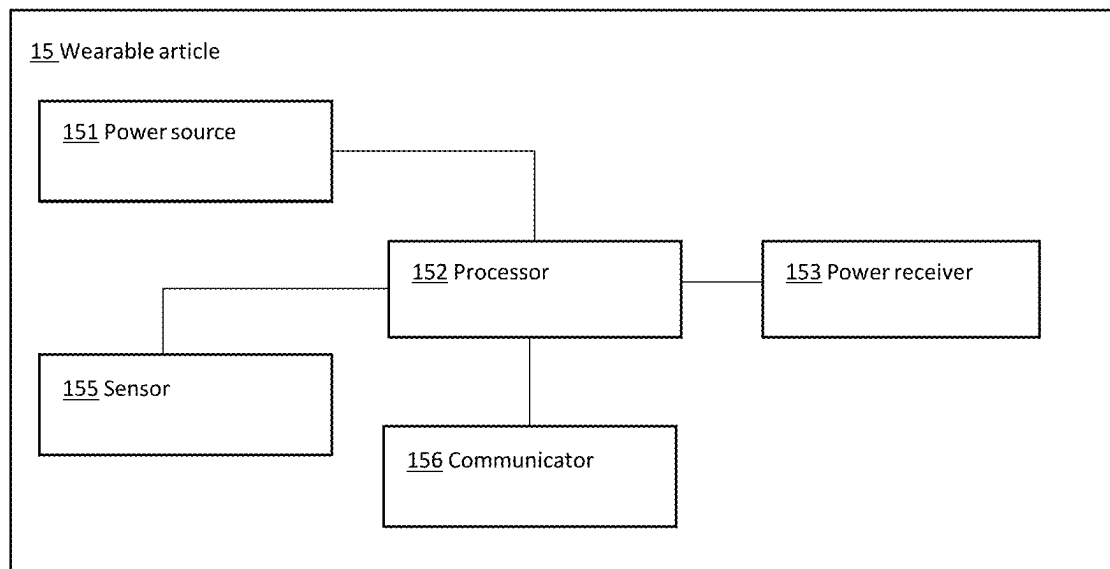 15 Wearable article
151 Power source
152 Processor
153 Power receiver
155 Sensor
156 Communicator